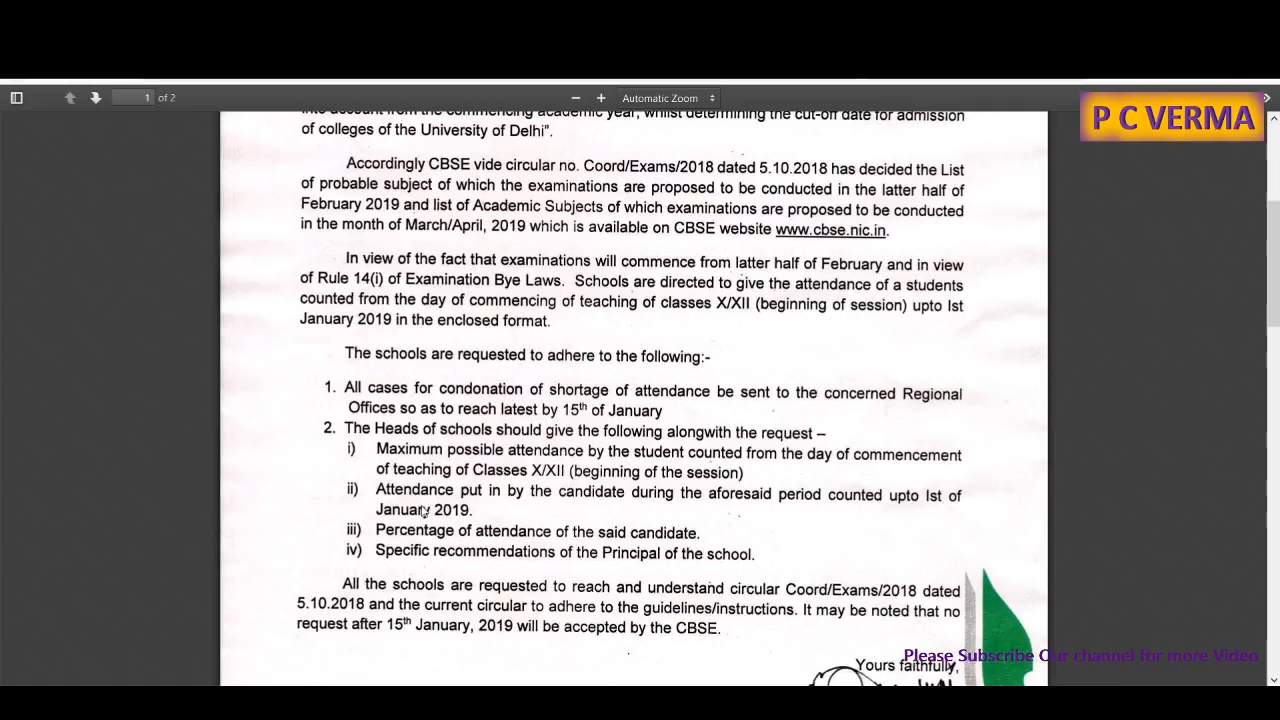 1 of 2
Automatic Zoom
P C VERMA
into account from the commencing academic year, whilst determining the cut-off date for admission
of colleges of the University of Delhi".
Accordingly CBSE vide circular no. Coord/Exams/2018 dated 5.10.2018 has decided the List
of probable subject of which the examinations are proposed to be conducted in the latter half of
February 2019 and list of Academic Subjects of which examinations are proposed to be conducted
in the month of March/April, 2019 which is available on CBSE website www.cbse.nic.in.
In view of the fact that examinations will commence from latter half of February and in view
of Rule 14(i) of Examination Bye Laws. Schools are directed to give the attendance of a students
counted from the day of commencing of teaching of classes X/XII (beginning of session) upto Ist
January 2019 in the enclosed format.
The schools are requested to adhere to the following:-
1. All cases for condonation of shortage of attendance be sent to the concerned Regional
Offices so as to reach latest by 15th of January
2. The Heads of schools should give the following alongwith the request –
i) Maximum possible attendance by the student counted from the day of commencement
of teaching of Classes X/XII (beginning of the session)
ii) Attendance put in by the candidate during the aforesaid period counted upto Ist of
January 2019.
iii) Percentage of attendance of the said candidate.
iv) Specific recommendations of the Principal of the school.
All the schools are requested to reach and understand circular Coord/Exams/2018 dated
5.10.2018 and the current circular to adhere to the guidelines/instructions. It may be noted that no
request after 15th January, 2019 will be accepted by the CBSE.
Yours faithfully,
Please Subscribe Our channel for more Video